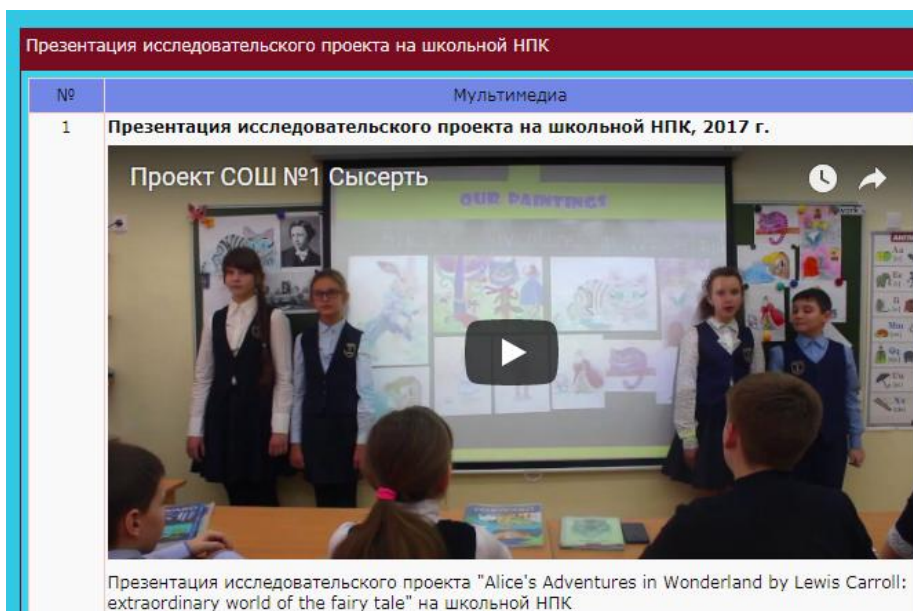 Презентация исследовательского проекта на школьной НПК
№ Мультимедиа
1 Презентация исследовательского проекта на школьной НПК, 2017 г.
Проект СОШ №1 Сысерть
OUR PAINTINGS
Презентация исследовательского проекта "Alice's Adventures in Wonderland by Lewis Carroll:
extraordinary world of the fairy tale" на школьной НПК